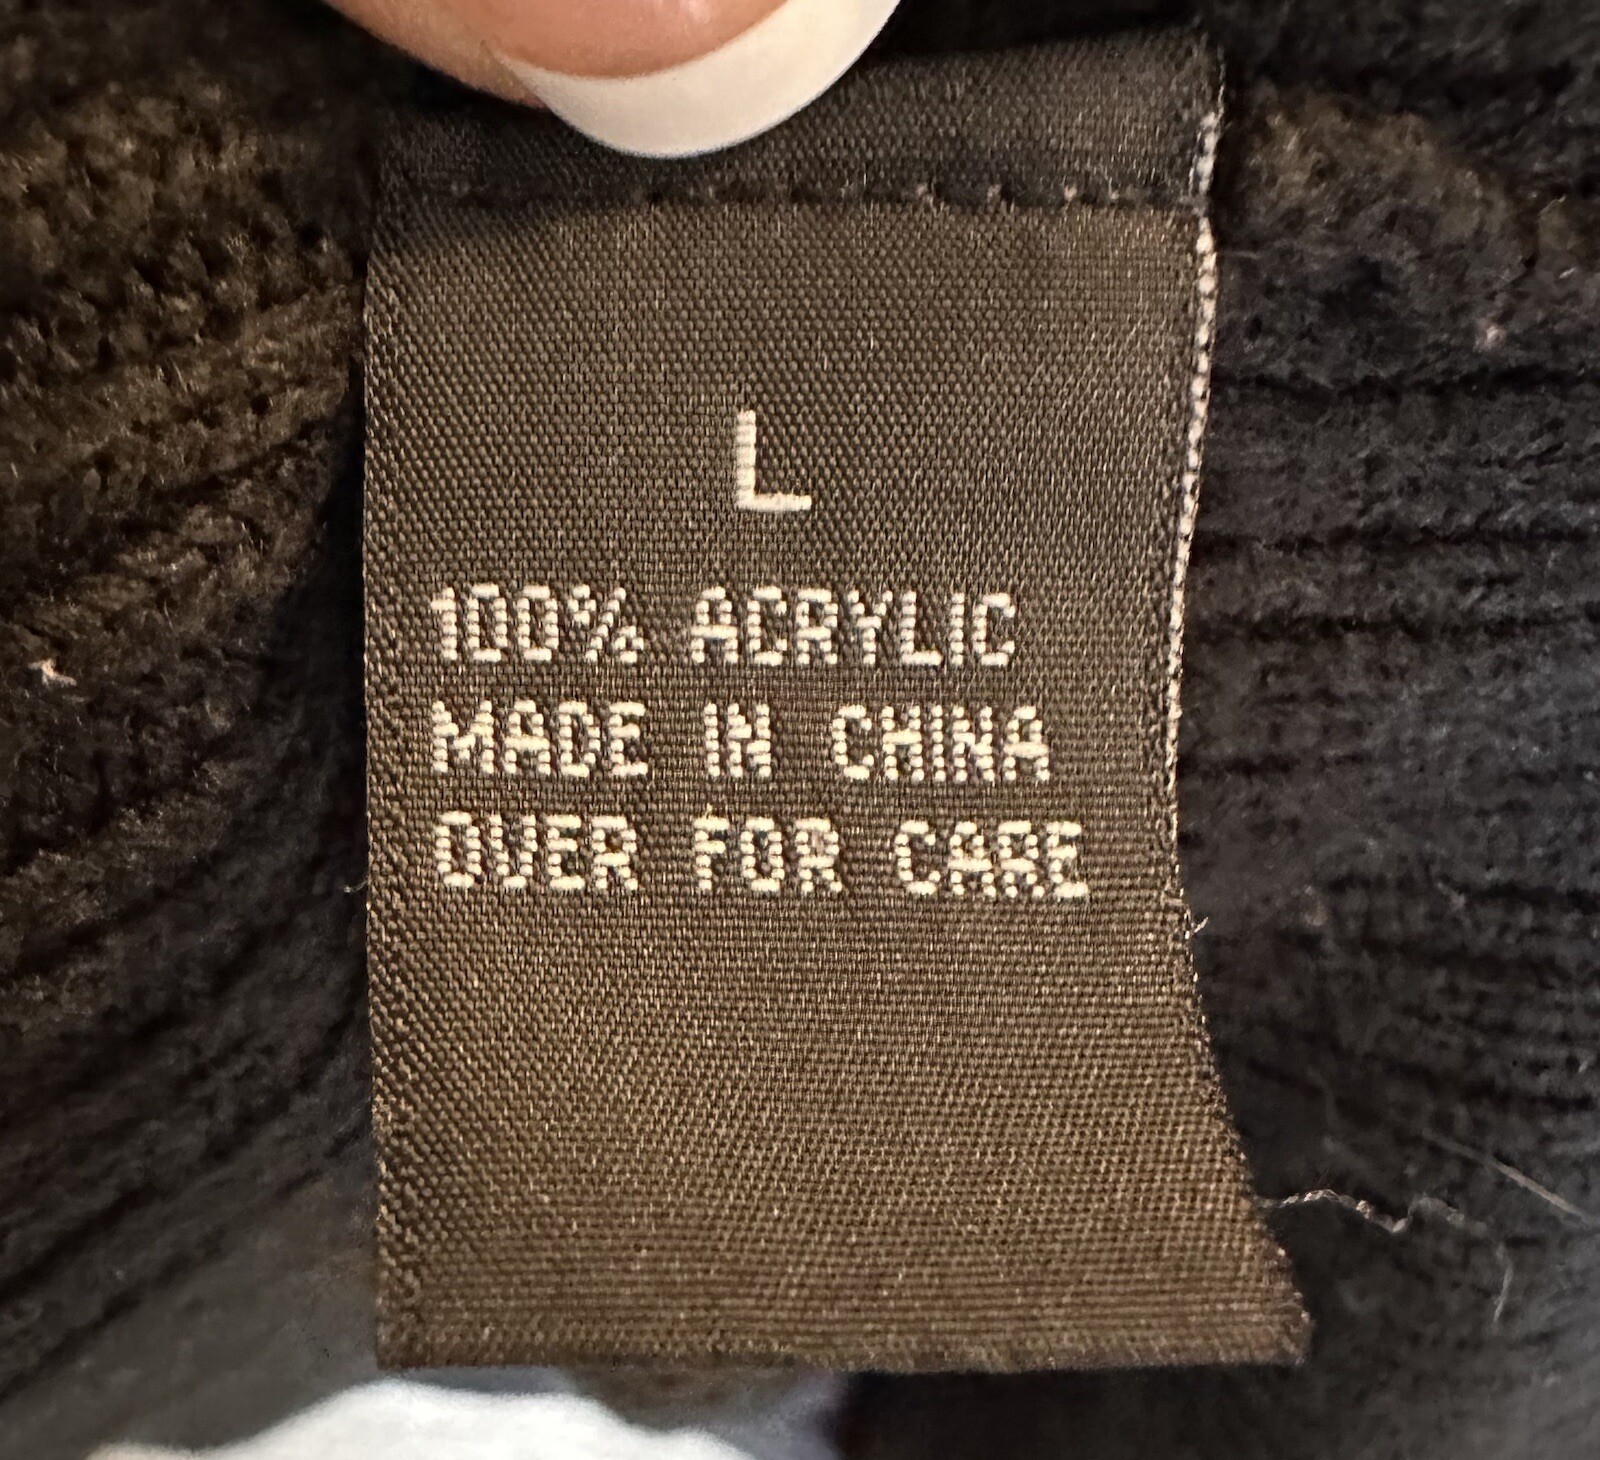 L
100% ACRYLIC
MADE IN CHINA
OVER FOR CARE